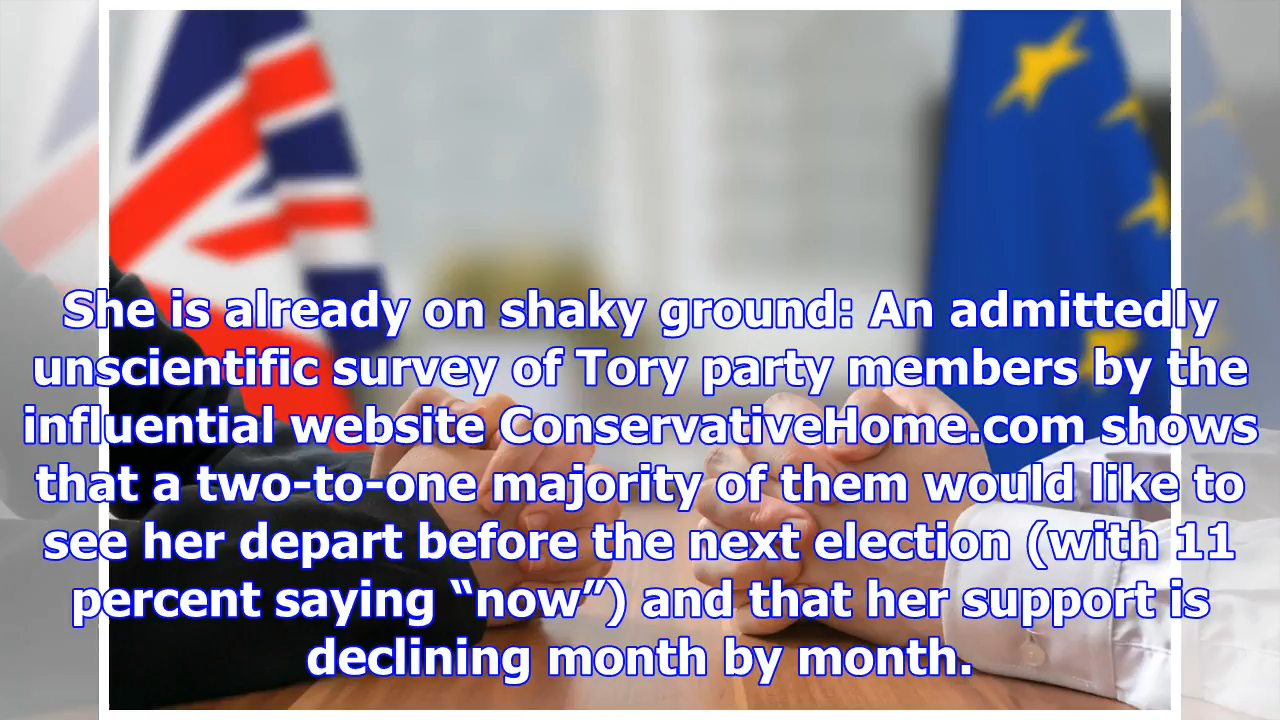 She is already on shaky ground: An admittedly
unscientific survey of Tory party members by the
influential website ConservativeHome.com shows
that a two-to-one majority of them would like to
see her depart before the next election (with 11
percent saying “now”) and that her support is
declining month by month.